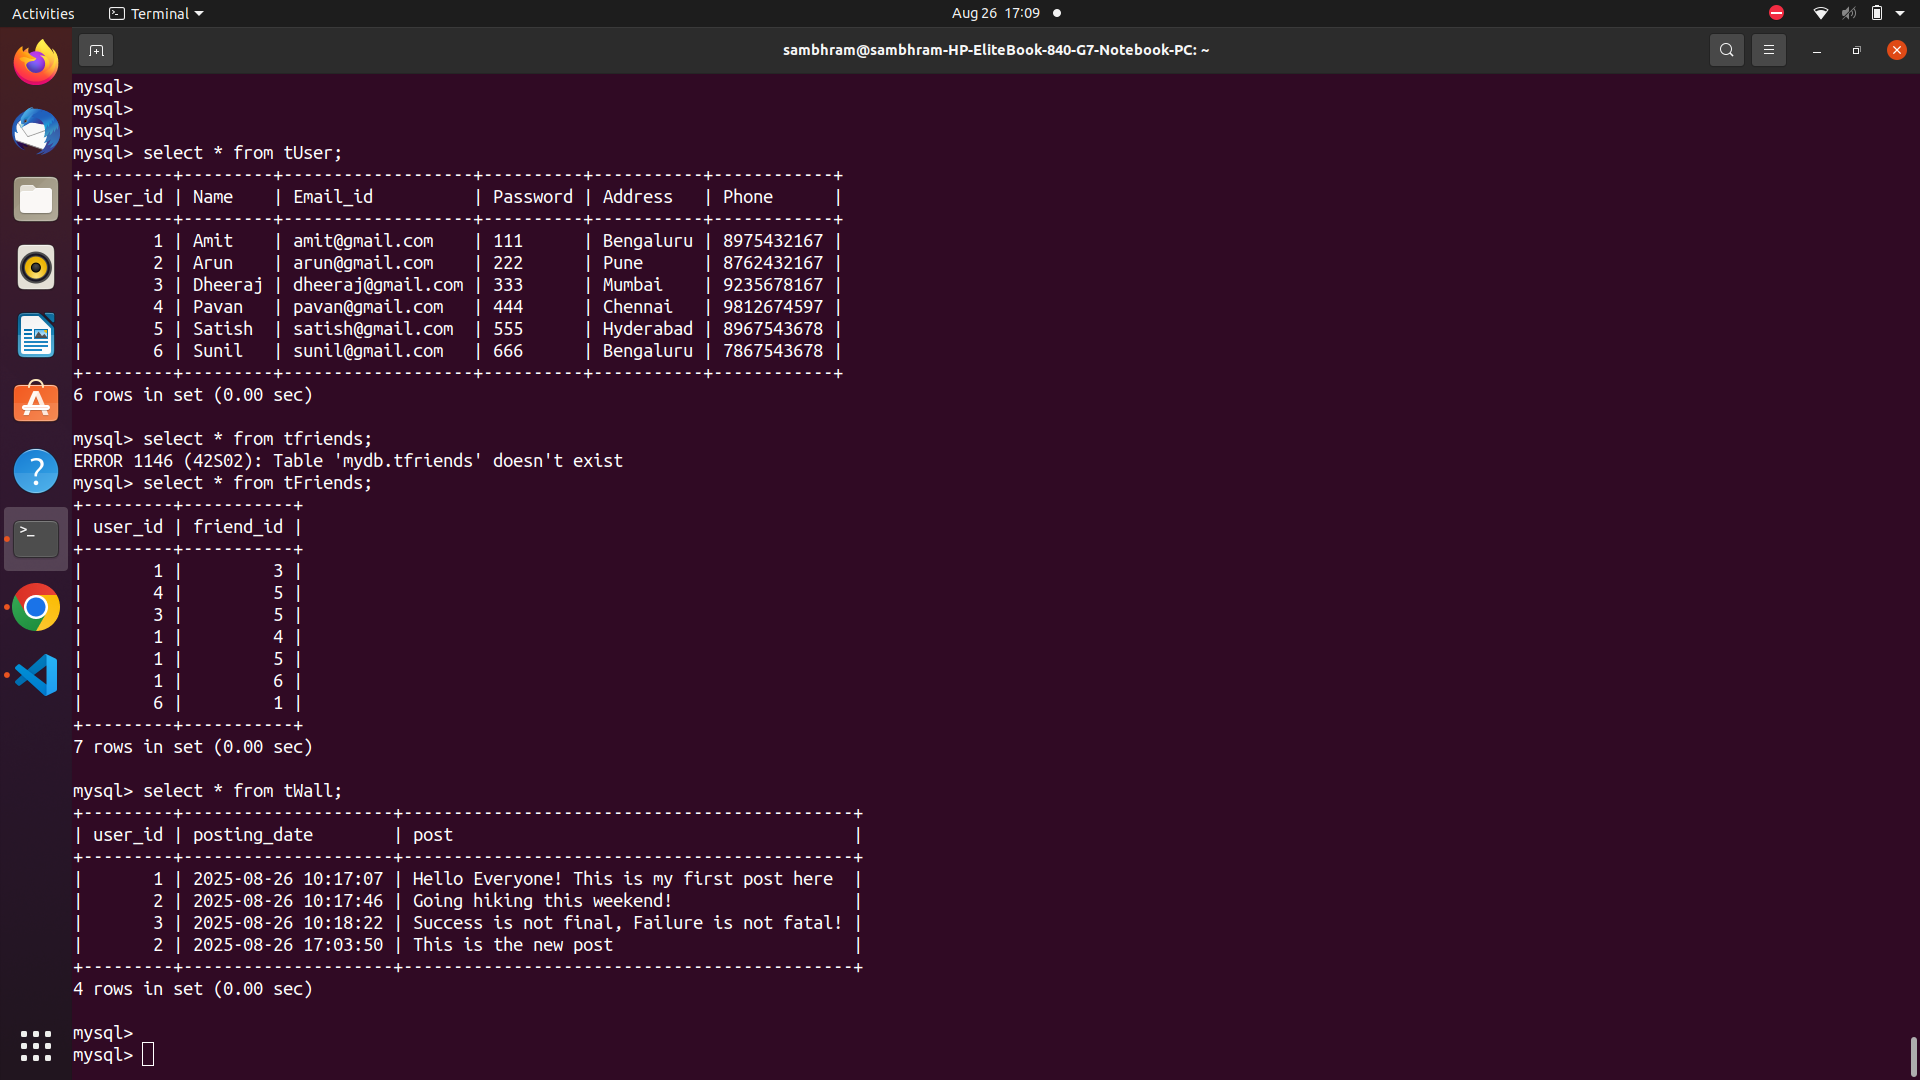 Activities Terminal Aug 26 17:09
sambhram@sambhram-HP-EliteBook-840-G7-Notebook-PC: ~
mysql>
mysql>
mysql>
mysql> select * from tUser;
+---------+---------+-------------------+----------+-----------+------------+
| User_id | Name    | Email_id          | Password | Address   | Phone      |
+---------+---------+-------------------+----------+-----------+------------+
|       1 | Amit    | amit@gmail.com    | 111      | Bengaluru | 8975432167 |
|       2 | Arun    | arun@gmail.com    | 222      | Pune      | 8762432167 |
|       3 | Dheeraj | dheeraj@gmail.com | 333      | Mumbai    | 9235678167 |
|       4 | Pavan   | pavan@gmail.com   | 444      | Chennai   | 9812674597 |
|       5 | Satish  | satish@gmail.com  | 555      | Hyderabad | 8967543678 |
|       6 | Sunil   | sunil@gmail.com   | 666      | Bengaluru | 7867543678 |
+---------+---------+-------------------+----------+-----------+------------+
6 rows in set (0.00 sec)

mysql> select * from tfriends;
ERROR 1146 (42S02): Table 'mydb.tfriends' doesn't exist
mysql> select * from tFriends;
+---------+-----------+
| user_id | friend_id |
+---------+-----------+
|       1 |         3 |
|       4 |         5 |
|       3 |         5 |
|       1 |         4 |
|       1 |         5 |
|       1 |         6 |
|       6 |         1 |
+---------+-----------+
7 rows in set (0.00 sec)

mysql> select * from tWall;
+---------+---------------------+---------------------------------------------+
| user_id | posting_date        | post                                        |
+---------+---------------------+---------------------------------------------+
|       1 | 2025-08-26 10:17:07 | Hello Everyone! This is my first post here  |
|       2 | 2025-08-26 10:17:46 | Going hiking this weekend!                  |
|       3 | 2025-08-26 10:18:22 | Success is not final, Failure is not fatal! |
|       2 | 2025-08-26 17:03:50 | This is the new post                        |
+---------+---------------------+---------------------------------------------+
4 rows in set (0.00 sec)

mysql>
mysql>